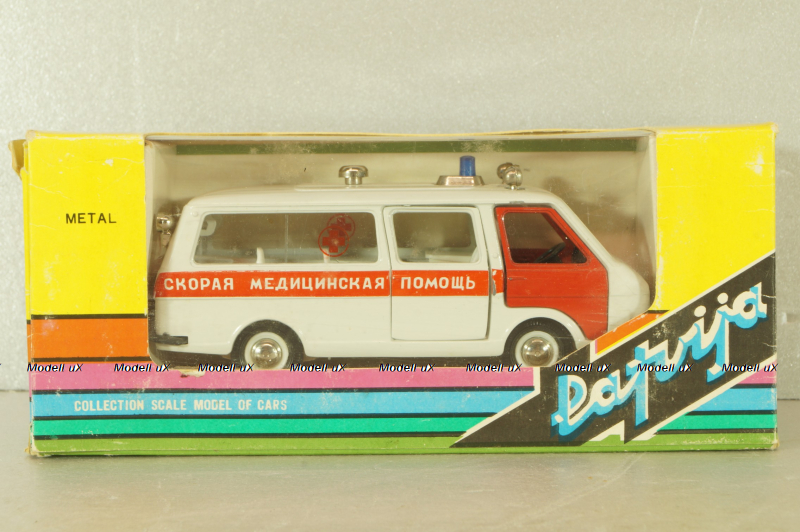 METAL
СКОРАЯ МЕДИЦИНСКАЯ ПОМОЩЬ
Modell uX Modell uX Modell uX Modell uX Modell uX Modell uX Modell uX Modell uX Modell uX
COLLECTION SCALE MODEL OF CARS
latvija